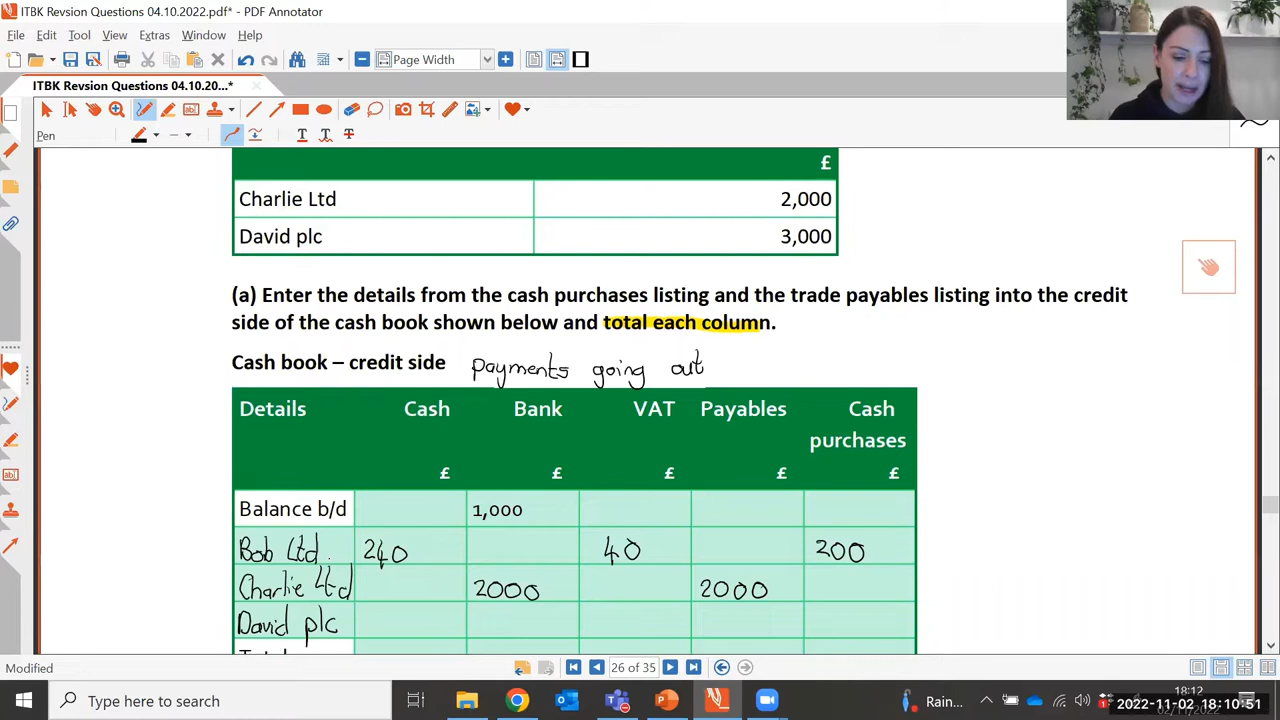 ITBK Revsion Questions 04.10.2022.pdf* - PDF Annotator
File Edit Tool View Extras Window Help
Page Width
ITBK Revsion Questions 04.10.20...*
Pen
£
Charlie Ltd 2,000
David plc 3,000
(a) Enter the details from the cash purchases listing and the trade payables listing into the credit
side of the cash book shown below and total each column.
Cash book – credit side payments going out
Details Cash Bank VAT Payables Cash
purchases
£ £ £ £ £
Balance b/d 1,000
Bob Ltd. 240 40 200
Charlie Ltd 2000 2000
David plc
Modified 26 of 35
Type here to search Rain... 18:12
2022-11-02 18:10:51